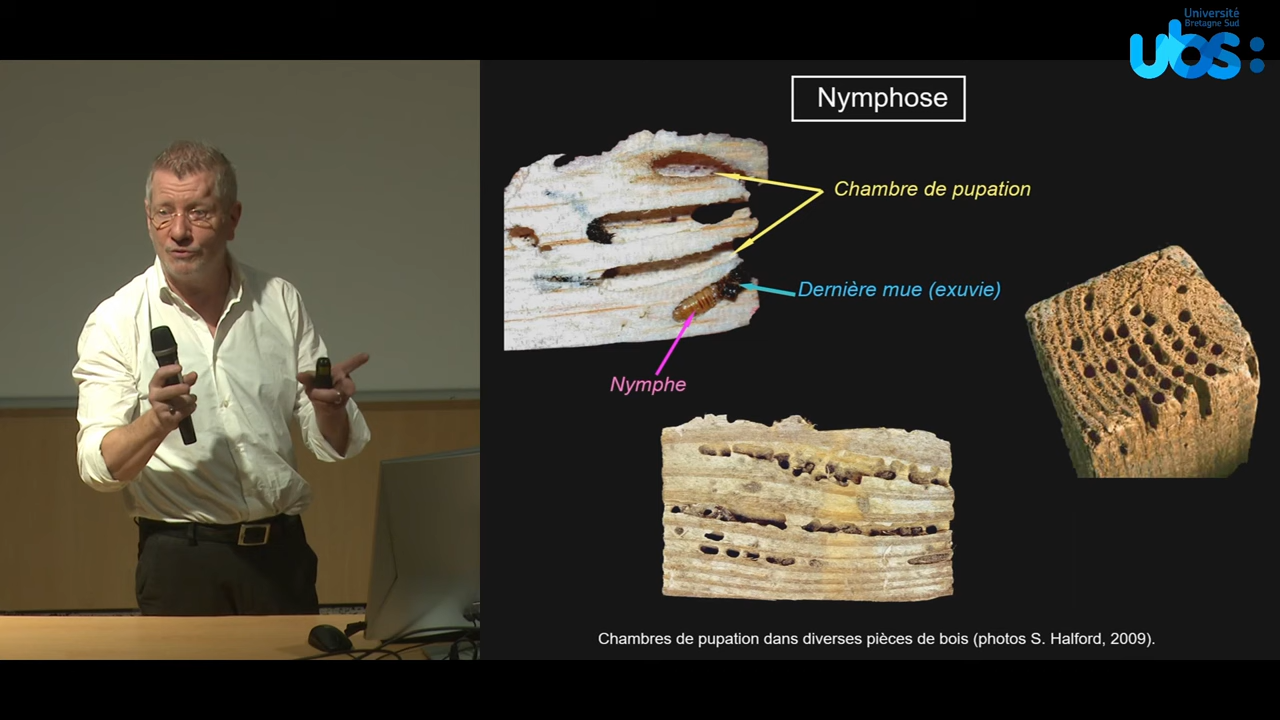 Université
Bretagne Sud
ubs:
Nymphose
Chambre de pupation
Dernière mue (exuvie)
Nymphe
Chambres de pupation dans diverses pièces de bois (photos S. Halford, 2009).